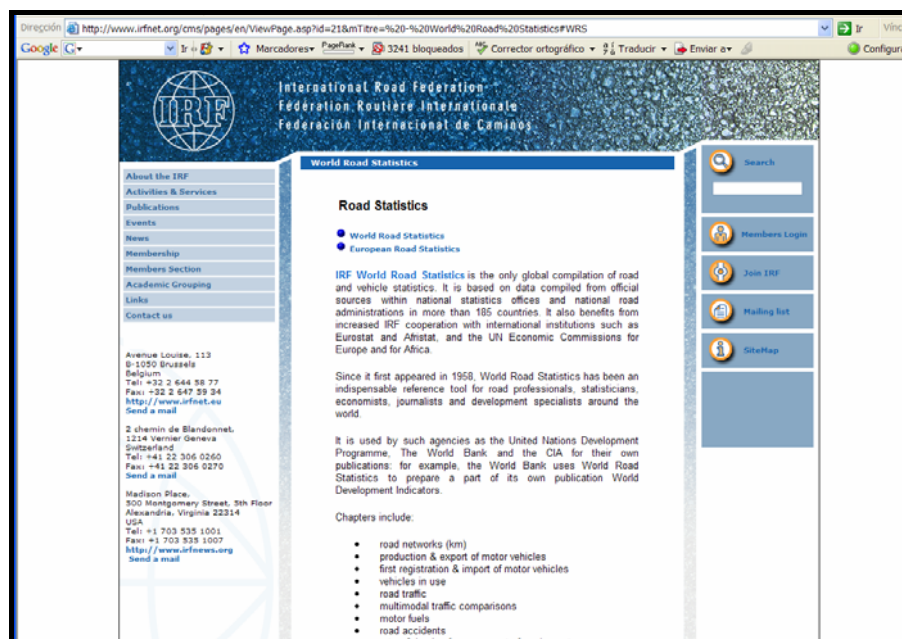 Dirección http://www.irfnet.org/cms/pages/en/ViewPage.asp?id=21&mTitre=%20-%20World%20Road%20Statistics#WRS Ir Vínc
Google G Ir Marcadores PageRank 3241 bloqueados Corrector ortográfico Traducir Enviar a Configura
IRF
International Road Federation
Federation Routière Internationale
Federación Internacional de Caminos
World Road Statistics
About the IRF
Activities & Services
Publications
Events
News
Membership
Members Section
Academic Grouping
Links
Contact us
Avenue Louise, 113
B-1050 Brussels
Belgium
Tel: +32 2 644 58 77
Fax: +32 2 647 59 34
http://www.irfnet.eu
Send a mail
2 chemin de Blandonnet,
1214 Vernier Geneva
Switzerland
Tel: +41 22 306 0260
Fax: +41 22 306 0270
Send a mail
Madison Place,
500 Montgomery Street, 5th Floor
Alexandria, Virginia 22314
USA
Tel: +1 703 535 1001
Fax: +1 703 535 1007
http://www.irfnews.org
Send a mail
Road Statistics
World Road Statistics
European Road Statistics
IRF World Road Statistics is the only global compilation of road
and vehicle statistics. It is based on data compiled from official
sources within national statistics offices and national road
administrations in more than 185 countries. It also benefits from
increased IRF cooperation with international institutions such as
Eurostat and Afristat, and the UN Economic Commissions for
Europe and for Africa.
Since it first appeared in 1958, World Road Statistics has been an
indispensable reference tool for road professionals, statisticians,
economists, journalists and development specialists around the
world.
It is used by such agencies as the United Nations Development
Programme, The World Bank and the CIA for their own
publications: for example, the World Bank uses World Road
Statistics to prepare a part of its own publication World
Development Indicators.
Chapters include:
• road networks (km)
• production & export of motor vehicles
• first registration & import of motor vehicles
• vehicles in use
• road traffic
• multimodal traffic comparisons
• motor fuels
• road accidents
Search
Members Login
Join IRF
Mailing list
SiteMap